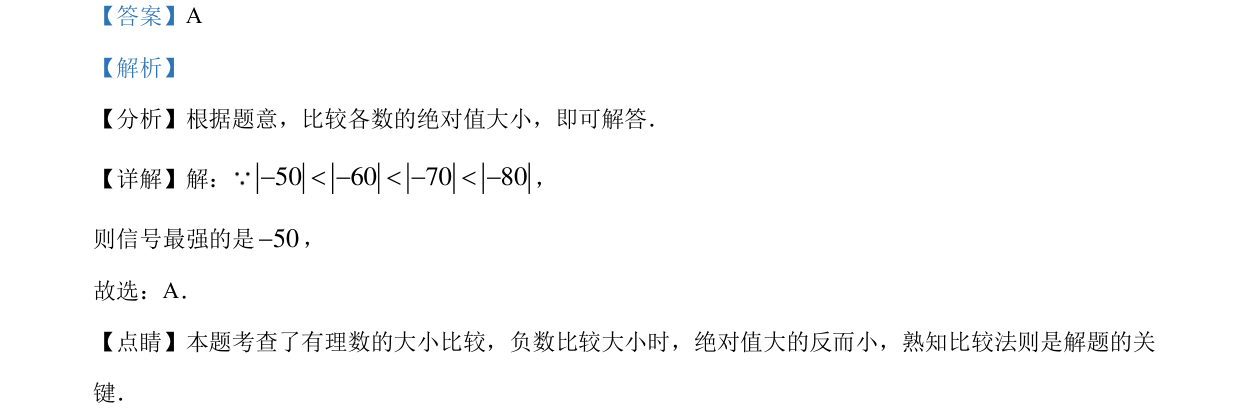 【答案】A
【解析】
【分析】根据题意，比较各数的绝对值大小，即可解答．
【详解】解：∵|−50|<|−60|<|−70|<|−80|，
则信号最强的是−50，
故选：A．
【点睛】本题考查了有理数的大小比较，负数比较大小时，绝对值大的反而小，熟知比较法则是解题的关
键．